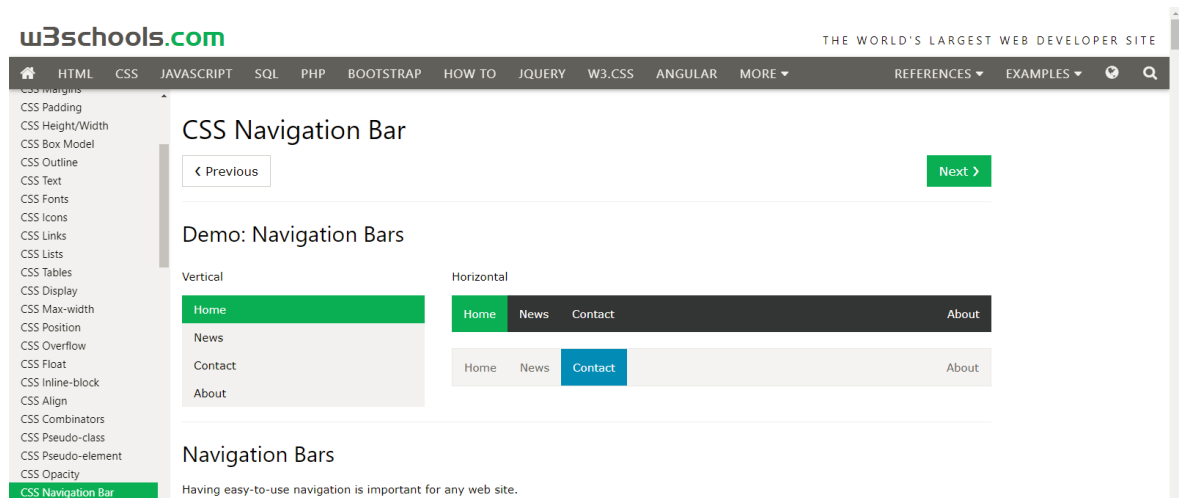 w3schools.com
THE WORLD'S LARGEST WEB DEVELOPER SITE
HTML CSS JAVASCRIPT SQL PHP BOOTSTRAP HOW TO JQUERY W3.CSS ANGULAR MORE REFERENCES EXAMPLES
CSS Margins
CSS Padding
CSS Height/Width
CSS Box Model
CSS Outline
CSS Text
CSS Fonts
CSS Icons
CSS Links
CSS Lists
CSS Tables
CSS Display
CSS Max-width
CSS Position
CSS Overflow
CSS Float
CSS Inline-block
CSS Align
CSS Combinators
CSS Pseudo-class
CSS Pseudo-element
CSS Opacity
CSS Navigation Bar
CSS Navigation Bar
❮ Previous
Next ❯
Demo: Navigation Bars
Vertical
Home
News
Contact
About
Horizontal
Home News Contact About
Home News Contact About
Navigation Bars
Having easy-to-use navigation is important for any web site.